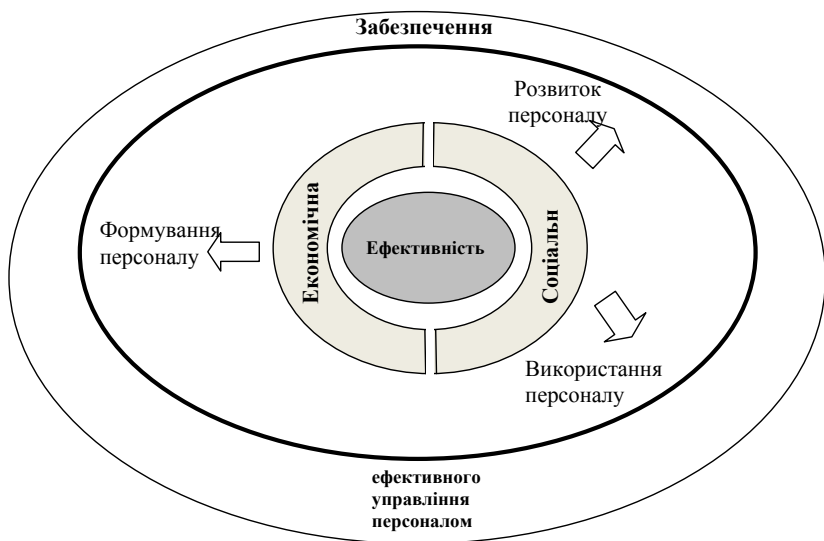 Забезпечення
Розвиток
персоналу
Формування
персоналу
Економічна
Ефективність
Соціальн
Використання
персоналу
ефективного
управління
персоналом